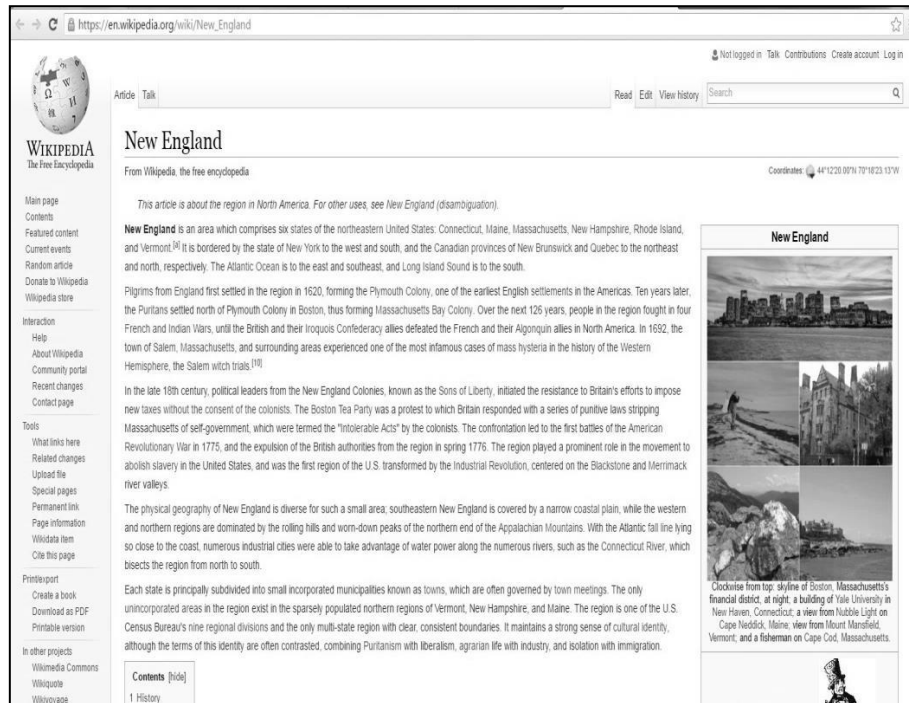 https://en.wikipedia.org/wiki/New_England
Not logged in Talk Contributions Create account Log in
Article Talk
Read Edit View history Search
WIKIPEDIA
The Free Encyclopedia
Main page
Contents
Featured content
Current events
Random article
Donate to Wikipedia
Wikipedia store
Interaction
Help
About Wikipedia
Community portal
Recent changes
Contact page
Tools
What links here
Related changes
Upload file
Special pages
Permanent link
Page information
Wikidata item
Cite this page
Print/export
Create a book
Download as PDF
Printable version
In other projects
Wikimedia Commons
Wikiquote
Wikivoyage
New England
From Wikipedia, the free encyclopedia
Coordinates: 44°12'20.00"N 70°18'23.13"W
This article is about the region in North America. For other uses, see New England (disambiguation).
New England is an area which comprises six states of the northeastern United States: Connecticut, Maine, Massachusetts, New Hampshire, Rhode Island,
and Vermont.[a] It is bordered by the state of New York to the west and south, and the Canadian provinces of New Brunswick and Quebec to the northeast
and north, respectively. The Atlantic Ocean is to the east and southeast, and Long Island Sound is to the south.
Pilgrims from England first settled in the region in 1620, forming the Plymouth Colony, one of the earliest English settlements in the Americas. Ten years later,
the Puritans settled north of Plymouth Colony in Boston, thus forming Massachusetts Bay Colony. Over the next 126 years, people in the region fought in four
French and Indian Wars, until the British and their Iroquois Confederacy allies defeated the French and their Algonquin allies in North America. In 1692, the
town of Salem, Massachusetts, and surrounding areas experienced one of the most infamous cases of mass hysteria in the history of the Western
Hemisphere, the Salem witch trials.[10]
In the late 18th century, political leaders from the New England Colonies, known as the Sons of Liberty, initiated the resistance to Britain's efforts to impose
new taxes without the consent of the colonists. The Boston Tea Party was a protest to which Britain responded with a series of punitive laws stripping
Massachusetts of self-government, which were termed the "Intolerable Acts" by the colonists. The confrontation led to the first battles of the American
Revolutionary War in 1775, and the expulsion of the British authorities from the region in spring 1776. The region played a prominent role in the movement to
abolish slavery in the United States, and was the first region of the U.S. transformed by the Industrial Revolution, centered on the Blackstone and Merrimack
river valleys.
The physical geography of New England is diverse for such a small area; southeastern New England is covered by a narrow coastal plain, while the western
and northern regions are dominated by the rolling hills and worn-down peaks of the northern end of the Appalachian Mountains. With the Atlantic fall line lying
so close to the coast, numerous industrial cities were able to take advantage of water power along the numerous rivers, such as the Connecticut River, which
bisects the region from north to south.
Each state is principally subdivided into small incorporated municipalities known as towns, which are often governed by town meetings. The only
unincorporated areas in the region exist in the sparsely populated northern regions of Vermont, New Hampshire, and Maine. The region is one of the U.S.
Census Bureau's nine regional divisions and the only multi-state region with clear, consistent boundaries. It maintains a strong sense of cultural identity,
although the terms of this identity are often contrasted, combining Puritanism with liberalism, agrarian life with industry, and isolation with immigration.
Contents [hide]
1 History
New England
Clockwise from top: skyline of Boston, Massachusetts's
financial district, at right, a building of Yale University in
New Haven, Connecticut; a view from Nubble Light on
Cape Neddick, Maine; view from Mount Mansfield,
Vermont; and a fisherman on Cape Cod, Massachusetts.